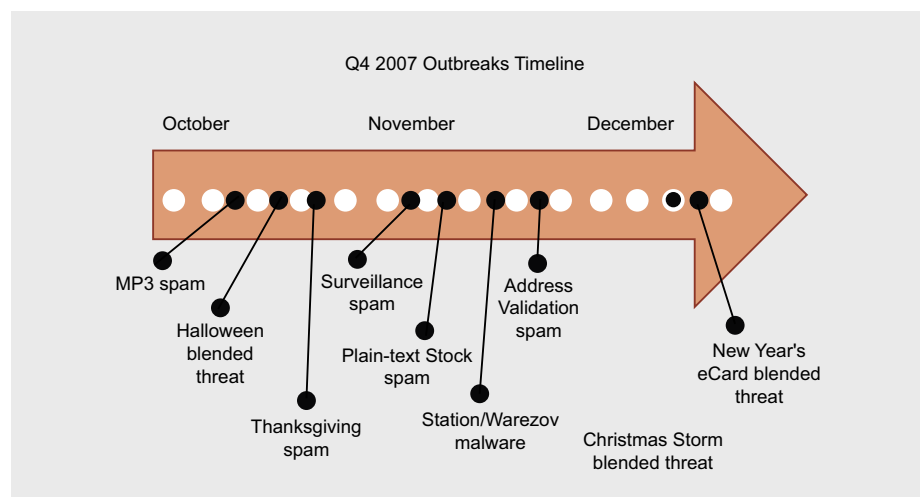 Q4 2007 Outbreaks Timeline
October
November
December
MP3 spam
Halloween
blended
threat
Thanksgiving
spam
Surveillance
spam
Plain-text Stock
spam
Station/Warezov
malware
Address
Validation
spam
Christmas Storm
blended threat
New Year's
eCard blended
threat